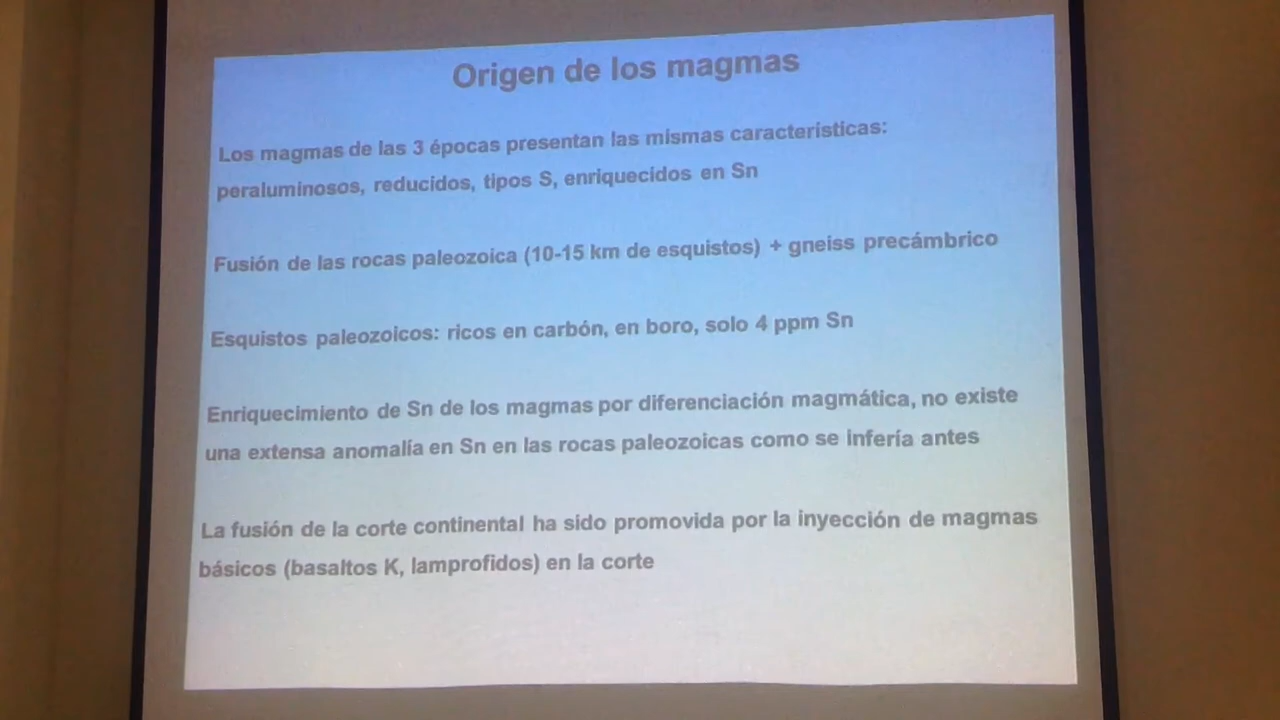 Origen de los magmas
Los magmas de las 3 épocas presentan las mismas caracteristicas:
peraluminosos, reducidos, tipos S, enriquecidos en Sn
Fusión de las rocas paleozoica (10-15 km de esquistos) + gneiss precámbrico
Esquistos paleozoicos: ricos en carbón, en boro, solo 4 ppm Sn
Enriquecimiento de Sn de los magmas por diferenciación magmática, no existe
una extensa anomalía en Sn en las rocas paleozoicas como se infería antes
La fusión de la corte continental ha sido promovida por la inyección de magmas
básicos (basaltos K, lamprofidos) en la corte